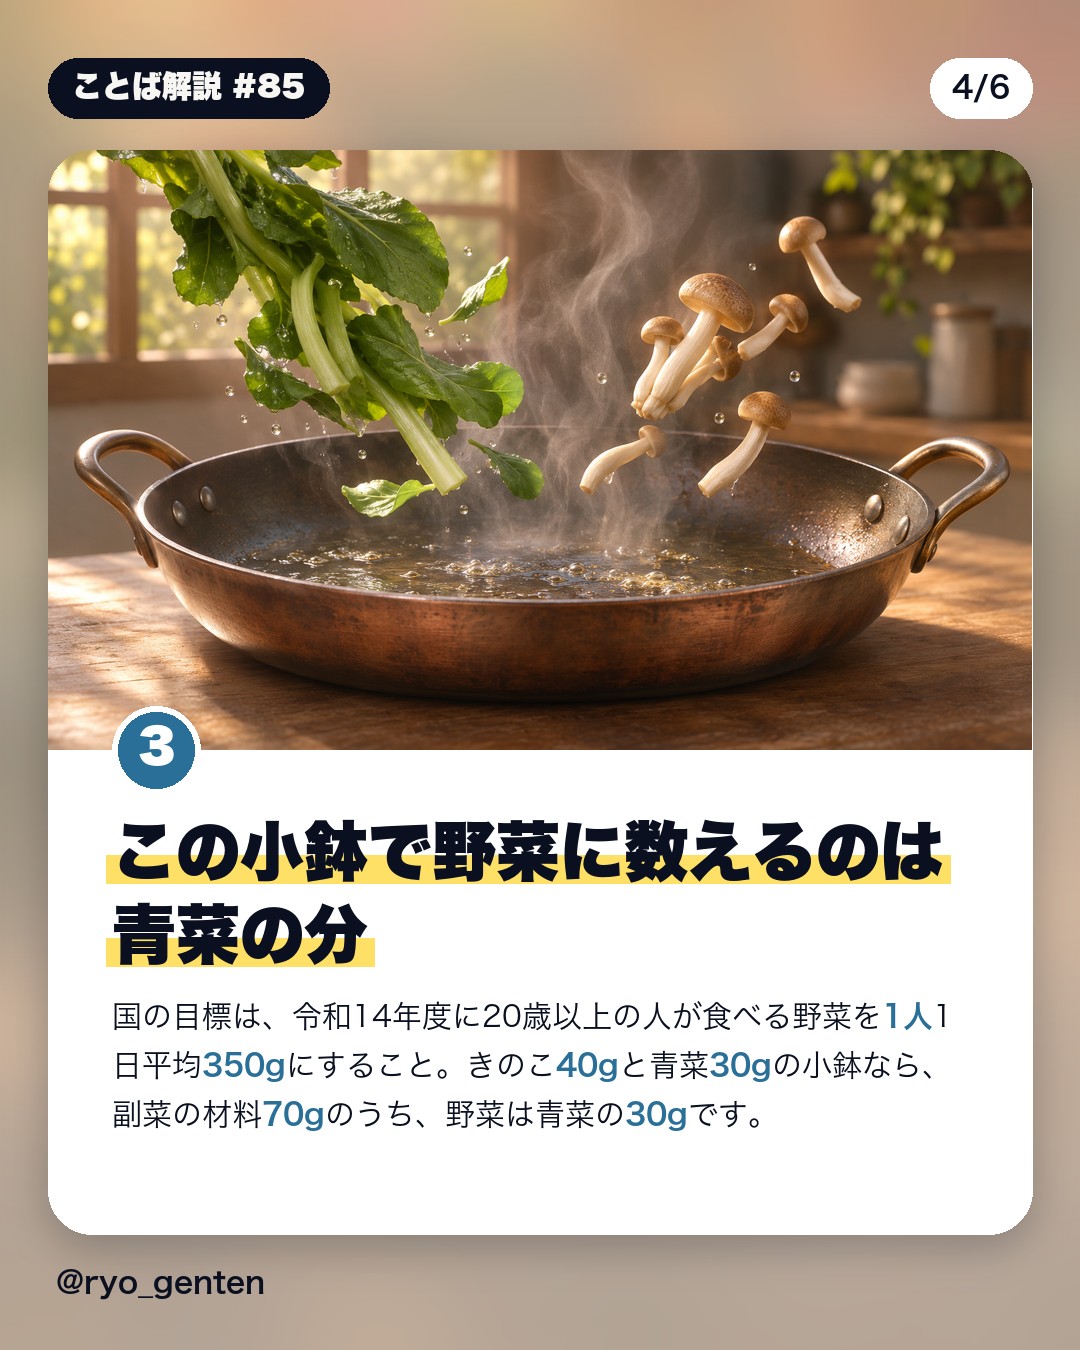 ことば解説 #85
4/6
3
この小鉢で野菜に数えるのは
青菜の分
国の目標は、令和14年度に20歳以上の人が食べる野菜を1人1
日平均350gにすること。きのこ40gと青菜30gの小鉢なら、
副菜の材料70gのうち、野菜は青菜の30gです。
@ryo_genten